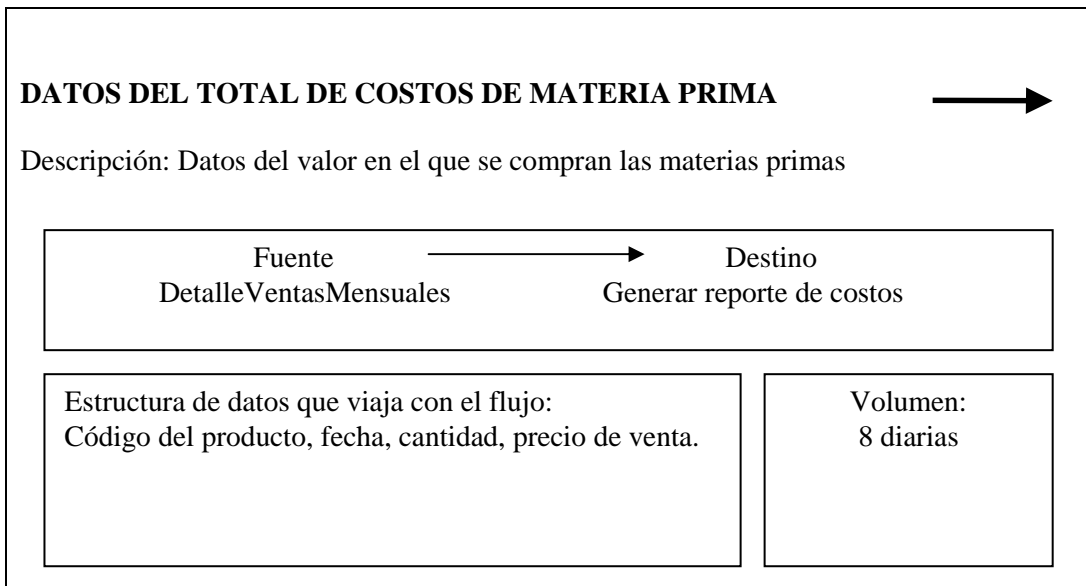 DATOS DEL TOTAL DE COSTOS DE MATERIA PRIMA
Descripción: Datos del valor en el que se compran las materias primas
Fuente Destino
DetalleVentasMensuales Generar reporte de costos
Estructura de datos que viaja con el flujo:
Código del producto, fecha, cantidad, precio de venta.
Volumen:
8 diarias